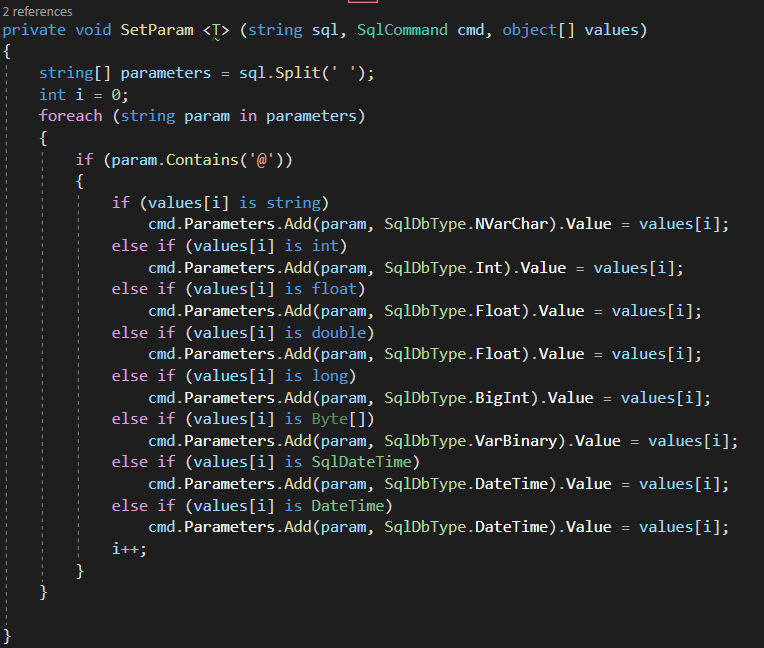 2 references
private void SetParam <T> (string sql, SqlCommand cmd, object[] values)
{
    string[] parameters = sql.Split(' ');
    int i = 0;
    foreach (string param in parameters)
    {
        if (param.Contains('@'))
        {
            if (values[i] is string)
                cmd.Parameters.Add(param, SqlDbType.NVarChar).Value = values[i];
            else if (values[i] is int)
                cmd.Parameters.Add(param, SqlDbType.Int).Value = values[i];
            else if (values[i] is float)
                cmd.Parameters.Add(param, SqlDbType.Float).Value = values[i];
            else if (values[i] is double)
                cmd.Parameters.Add(param, SqlDbType.Float).Value = values[i];
            else if (values[i] is long)
                cmd.Parameters.Add(param, SqlDbType.BigInt).Value = values[i];
            else if (values[i] is Byte[])
                cmd.Parameters.Add(param, SqlDbType.VarBinary).Value = values[i];
            else if (values[i] is SqlDateTime)
                cmd.Parameters.Add(param, SqlDbType.DateTime).Value = values[i];
            else if (values[i] is DateTime)
                cmd.Parameters.Add(param, SqlDbType.DateTime).Value = values[i];
            i++;
        }
    }
}